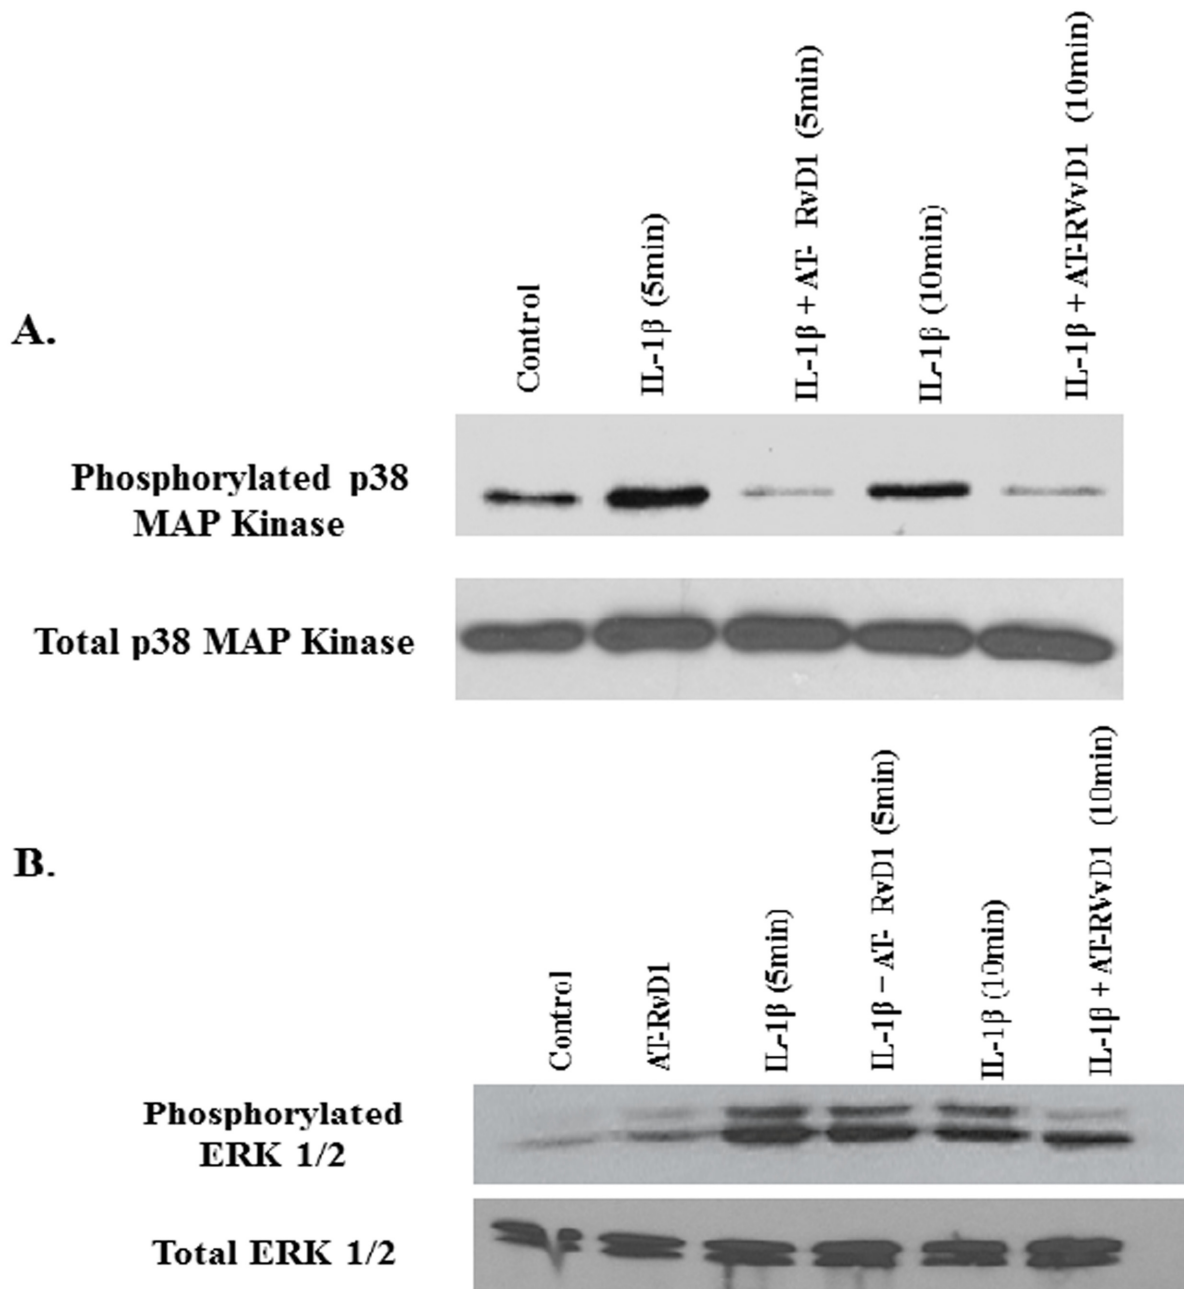 A.
Control
IL-1β (5min)
IL-1β + AT- RvD1 (5min)
IL-1β (10min)
IL-1β + AT-RVvD1 (10min)
Phosphorylated p38
MAP Kinase
Total p38 MAP Kinase
B.
Control
AT-RvD1
IL-1β (5min)
IL-1β – AT- RvD1 (5min)
IL-1β (10min)
IL-1β + AT-RVvD1 (10min)
Phosphorylated
ERK 1/2
Total ERK 1/2